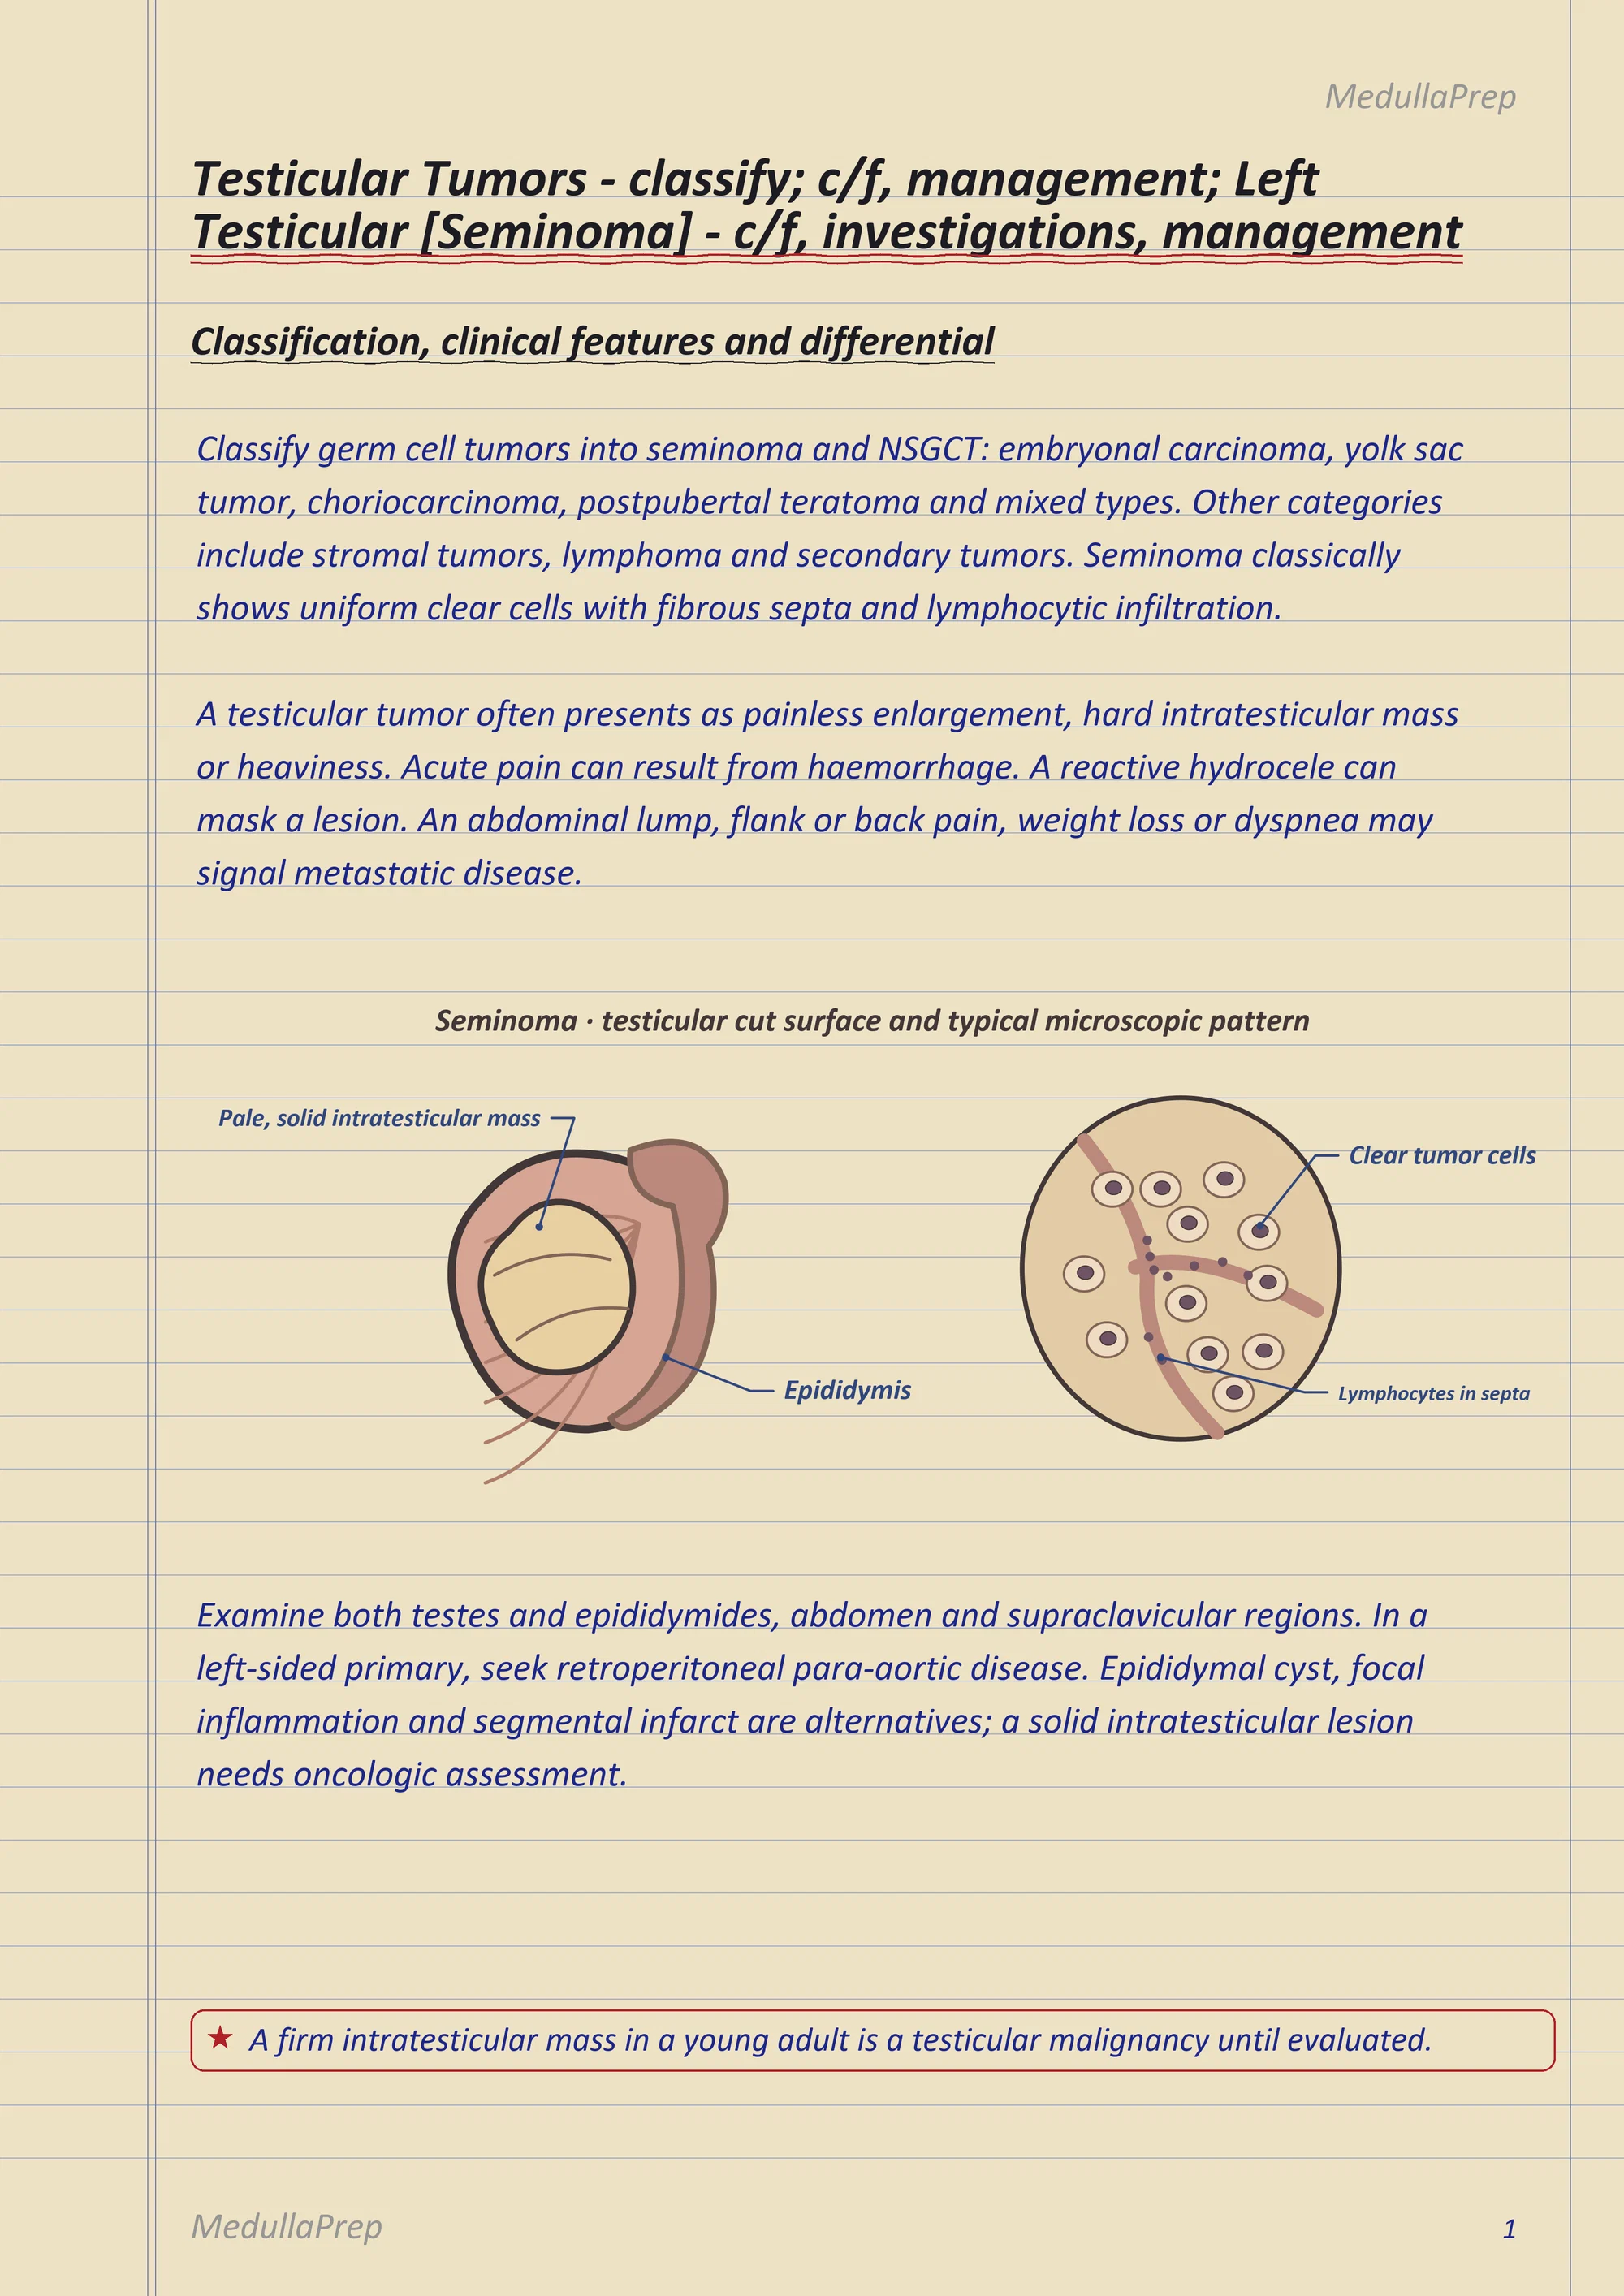 MedullaPrep
Testicular Tumors - classify; c/f, management; Left
Testicular [Seminoma] - c/f, investigations, management
Classification, clinical features and differential
Classify germ cell tumors into seminoma and NSGCT: embryonal carcinoma, yolk sac
tumor, choriocarcinoma, postpubertal teratoma and mixed types. Other categories
include stromal tumors, lymphoma and secondary tumors. Seminoma classically
shows uniform clear cells with fibrous septa and lymphocytic infiltration.
A testicular tumor often presents as painless enlargement, hard intratesticular mass
or heaviness. Acute pain can result from haemorrhage. A reactive hydrocele can
mask a lesion. An abdominal lump, flank or back pain, weight loss or dyspnea may
signal metastatic disease.
Seminoma · testicular cut surface and typical microscopic pattern
Pale, solid intratesticular mass
Clear tumor cells
Epididymis
Lymphocytes in septa
Examine both testes and epididymides, abdomen and supraclavicular regions. In a
left-sided primary, seek retroperitoneal para-aortic disease. Epididymal cyst, focal
inflammation and segmental infarct are alternatives; a solid intratesticular lesion
needs oncologic assessment.
★ A firm intratesticular mass in a young adult is a testicular malignancy until evaluated.
MedullaPrep
1